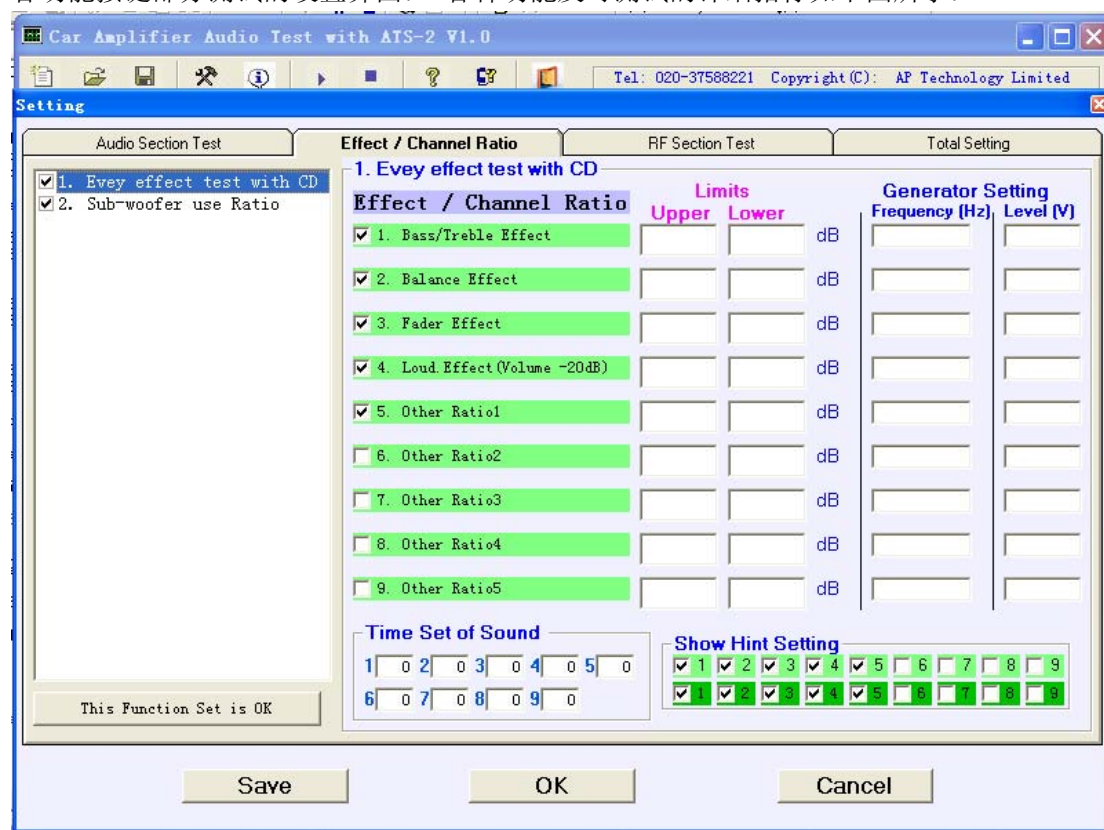 Car Amplifier Audio Test with ATS-2 V1.0
Tel: 020-37588221 Copyright(C): AP Technology Limited
Setting
Audio Section Test
Effect / Channel Ratio
RF Section Test
Total Setting
1. Evey effect test with CD
2. Sub-woofer use Ratio
This Function Set is OK
1. Evey effect test with CD
Effect / Channel Ratio
Limits
Upper Lower
Generator Setting
Frequency (Hz) Level (V)
1. Bass/Treble Effect dB
2. Balance Effect dB
3. Fader Effect dB
4. Loud.Effect(Volume -20dB) dB
5. Other Ratio1 dB
6. Other Ratio2 dB
7. Other Ratio3 dB
8. Other Ratio4 dB
9. Other Ratio5 dB
Time Set of Sound
1 0 2 0 3 0 4 0 5 0
6 0 7 0 8 0 9 0
Show Hint Setting
1 2 3 4 5 6 7 8 9
1 2 3 4 5 6 7 8 9
Save
OK
Cancel